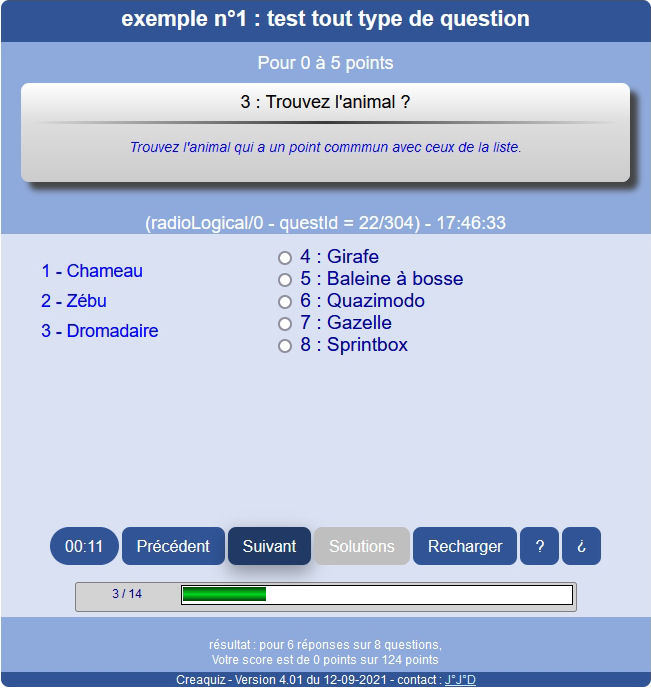 exemple n°1 : test tout type de question
Pour 0 à 5 points
3 : Trouvez l'animal ?
Trouvez l'animal qui a un point commmun avec ceux de la liste.
(radioLogical/0 - questId = 22/304) - 17:46:33
1 - Chameau
2 - Zébu
3 - Dromadaire
4 : Girafe
5 : Baleine à bosse
6 : Quazimodo
7 : Gazelle
8 : Sprintbox
00:11 Précédent Suivant Solutions Recharger ? ¿
3 / 14
résultat : pour 6 réponses sur 8 questions,
Votre score est de 0 points sur 124 points
Creaquiz - Version 4.01 du 12-09-2021 - contact : J°J°D